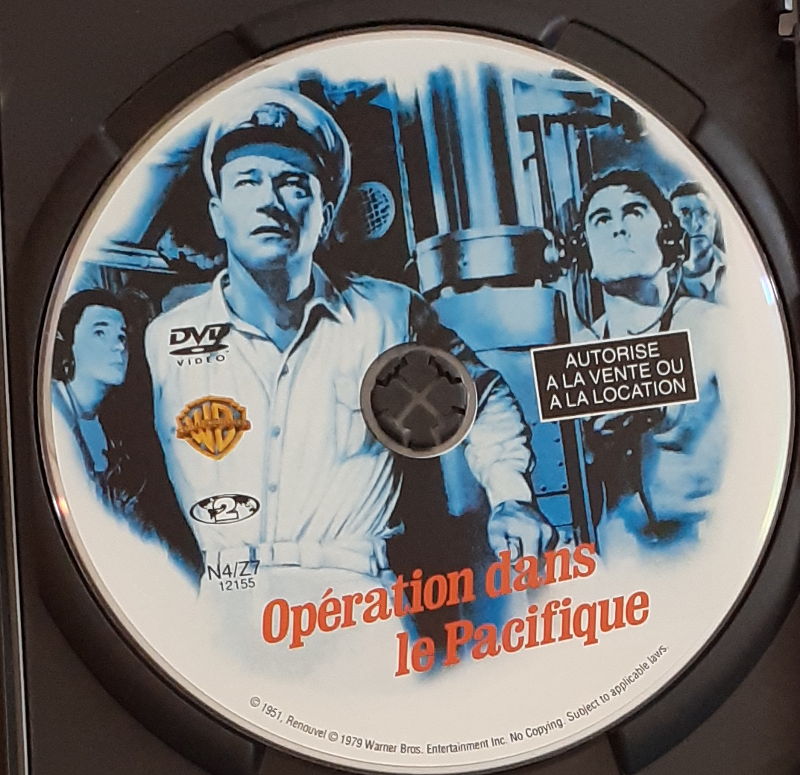 DVD
VIDEO
AUTORISE
A LA VENTE OU
A LA LOCATION
WB
2
N4/Z7
12155
Opération dans
le Pacifique
© 1951, Renouvel © 1979 Warner Bros. Entertainment Inc. No Copying. Subject to applicable laws.